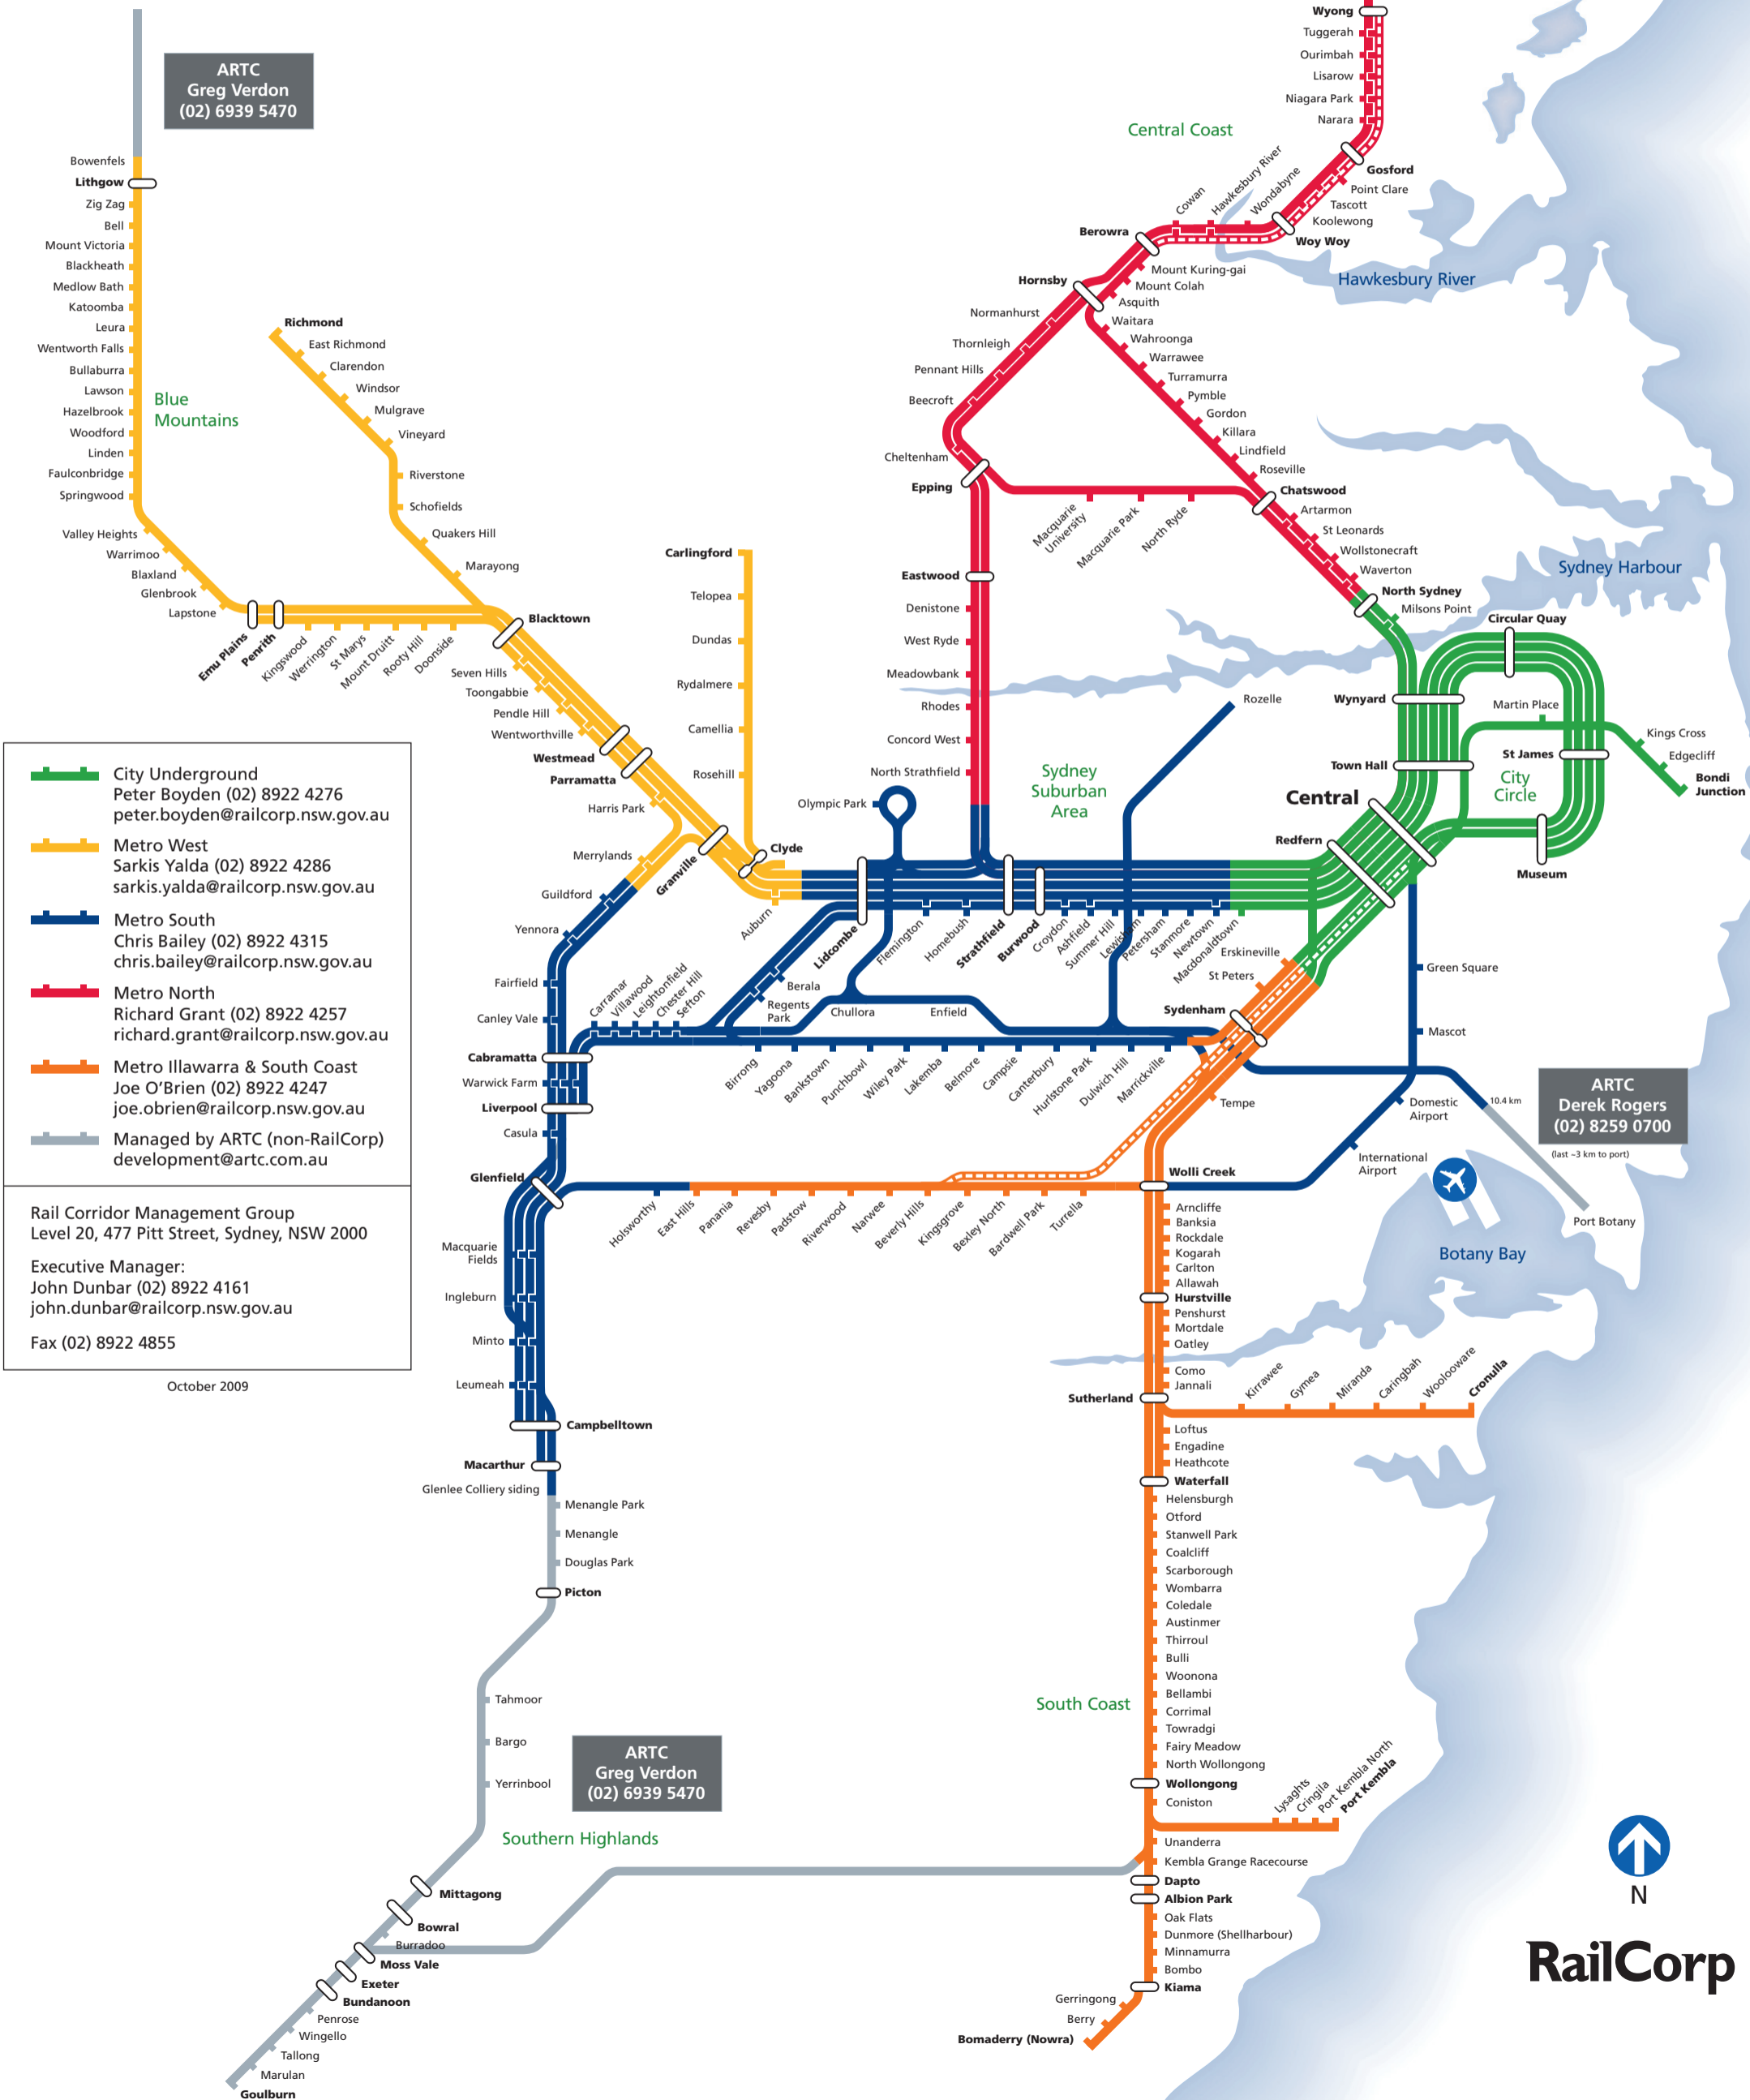 ARTC
Greg Verdon
(02) 6939 5470
Bowenfels
Lithgow
Zig Zag
Bell
Mount Victoria
Blackheath
Medlow Bath
Katoomba
Leura
Wentworth Falls
Bullaburra
Lawson
Hazelbrook
Woodford
Linden
Faulconbridge
Springwood
Valley Heights
Warrimoo
Blaxland
Glenbrook
Lapstone
Emu Plains
Penrith
Kingswood
Werrington
St Marys
Mount Druitt
Rooty Hill
Doonside
Blue
Mountains
Richmond
East Richmond
Clarendon
Windsor
Mulgrave
Vineyard
Riverstone
Schofields
Quakers Hill
Marayong
Blacktown
Seven Hills
Toongabbie
Pendle Hill
Wentworthville
Westmead
Parramatta
Harris Park
Merrylands
Granville
Clyde
Auburn
Carlingford
Telopea
Dundas
Rydalmere
Camellia
Rosehill
Wyong
Tuggerah
Ourimbah
Lisarow
Niagara Park
Narara
Gosford
Point Clare
Tascott
Koolewong
Woy Woy
Central Coast
Wondabyne
Hawkesbury River
Cowan
Berowra
Hawkesbury River
Mount Kuring-gai
Mount Colah
Asquith
Hornsby
Normanhurst
Thornleigh
Pennant Hills
Beecroft
Cheltenham
Epping
Waitara
Wahroonga
Warrawee
Turramurra
Pymble
Gordon
Killara
Lindfield
Roseville
Chatswood
Macquarie
University
Macquarie Park
North Ryde
Artarmon
St Leonards
Wollstonecraft
Waverton
North Sydney
Milsons Point
Sydney Harbour
Eastwood
Denistone
West Ryde
Meadowbank
Rhodes
Concord West
North Strathfield
Olympic Park
Sydney
Suburban
Area
Rozelle
Circular Quay
Wynyard
Martin Place
Kings Cross
Edgecliff
Bondi
Junction
St James
Town Hall
City
Circle
Central
Redfern
Museum
Lidcombe
Flemington
Homebush
Strathfield
Burwood
Croydon
Ashfield
Summer Hill
Lewisham
Petersham
Stanmore
Newtown
Macdonaldtown
Erskineville
St Peters
Sydenham
Green Square
Mascot
Domestic
Airport
International
Airport
10.4 km
ARTC
Derek Rogers
(02) 8259 0700
(last ~3 km to port)
Port Botany
Botany Bay
Guildford
Yennora
Fairfield
Canley Vale
Cabramatta
Warwick Farm
Liverpool
Casula
Glenfield
Carramar
Villawood
Leightonfield
Chester Hill
Sefton
Berala
Regents
Park
Chullora
Enfield
Birrong
Yagoona
Bankstown
Punchbowl
Wiley Park
Lakemba
Belmore
Campsie
Canterbury
Hurlstone Park
Dulwich Hill
Marrickville
Tempe
Wolli Creek
Holsworthy
East Hills
Panania
Revesby
Padstow
Riverwood
Narwee
Beverly Hills
Kingsgrove
Bexley North
Bardwell Park
Turrella
Macquarie
Fields
Ingleburn
Minto
Leumeah
Campbelltown
Macarthur
Glenlee Colliery siding
Menangle Park
Menangle
Douglas Park
Picton
Tahmoor
Bargo
Yerrinbool
ARTC
Greg Verdon
(02) 6939 5470
Southern Highlands
Mittagong
Bowral
Burradoo
Moss Vale
Exeter
Bundanoon
Penrose
Wingello
Tallong
Marulan
Goulburn
Arncliffe
Banksia
Rockdale
Kogarah
Carlton
Allawah
Hurstville
Penshurst
Mortdale
Oatley
Como
Jannali
Sutherland
Kirrawee
Gymea
Miranda
Caringbah
Woolooware
Cronulla
Loftus
Engadine
Heathcote
Waterfall
Helensburgh
Otford
Stanwell Park
Coalcliff
Scarborough
Wombarra
Coledale
Austinmer
Thirroul
Bulli
Woonona
Bellambi
Corrimal
Towradgi
Fairy Meadow
North Wollongong
South Coast
Wollongong
Coniston
Lysaghts
Cringila
Port Kembla North
Port Kembla
Unanderra
Kembla Grange Racecourse
Dapto
Albion Park
Oak Flats
Dunmore (Shellharbour)
Minnamurra
Bombo
Kiama
Gerringong
Berry
Bomaderry (Nowra)
City Underground
Peter Boyden (02) 8922 4276
peter.boyden@railcorp.nsw.gov.au
Metro West
Sarkis Yalda (02) 8922 4286
sarkis.yalda@railcorp.nsw.gov.au
Metro South
Chris Bailey (02) 8922 4315
chris.bailey@railcorp.nsw.gov.au
Metro North
Richard Grant (02) 8922 4257
richard.grant@railcorp.nsw.gov.au
Metro Illawarra & South Coast
Joe O'Brien (02) 8922 4247
joe.obrien@railcorp.nsw.gov.au
Managed by ARTC (non-RailCorp)
development@artc.com.au
Rail Corridor Management Group
Level 20, 477 Pitt Street, Sydney, NSW 2000
Executive Manager:
John Dunbar (02) 8922 4161
john.dunbar@railcorp.nsw.gov.au
Fax (02) 8922 4855
October 2009
N
RailCorp